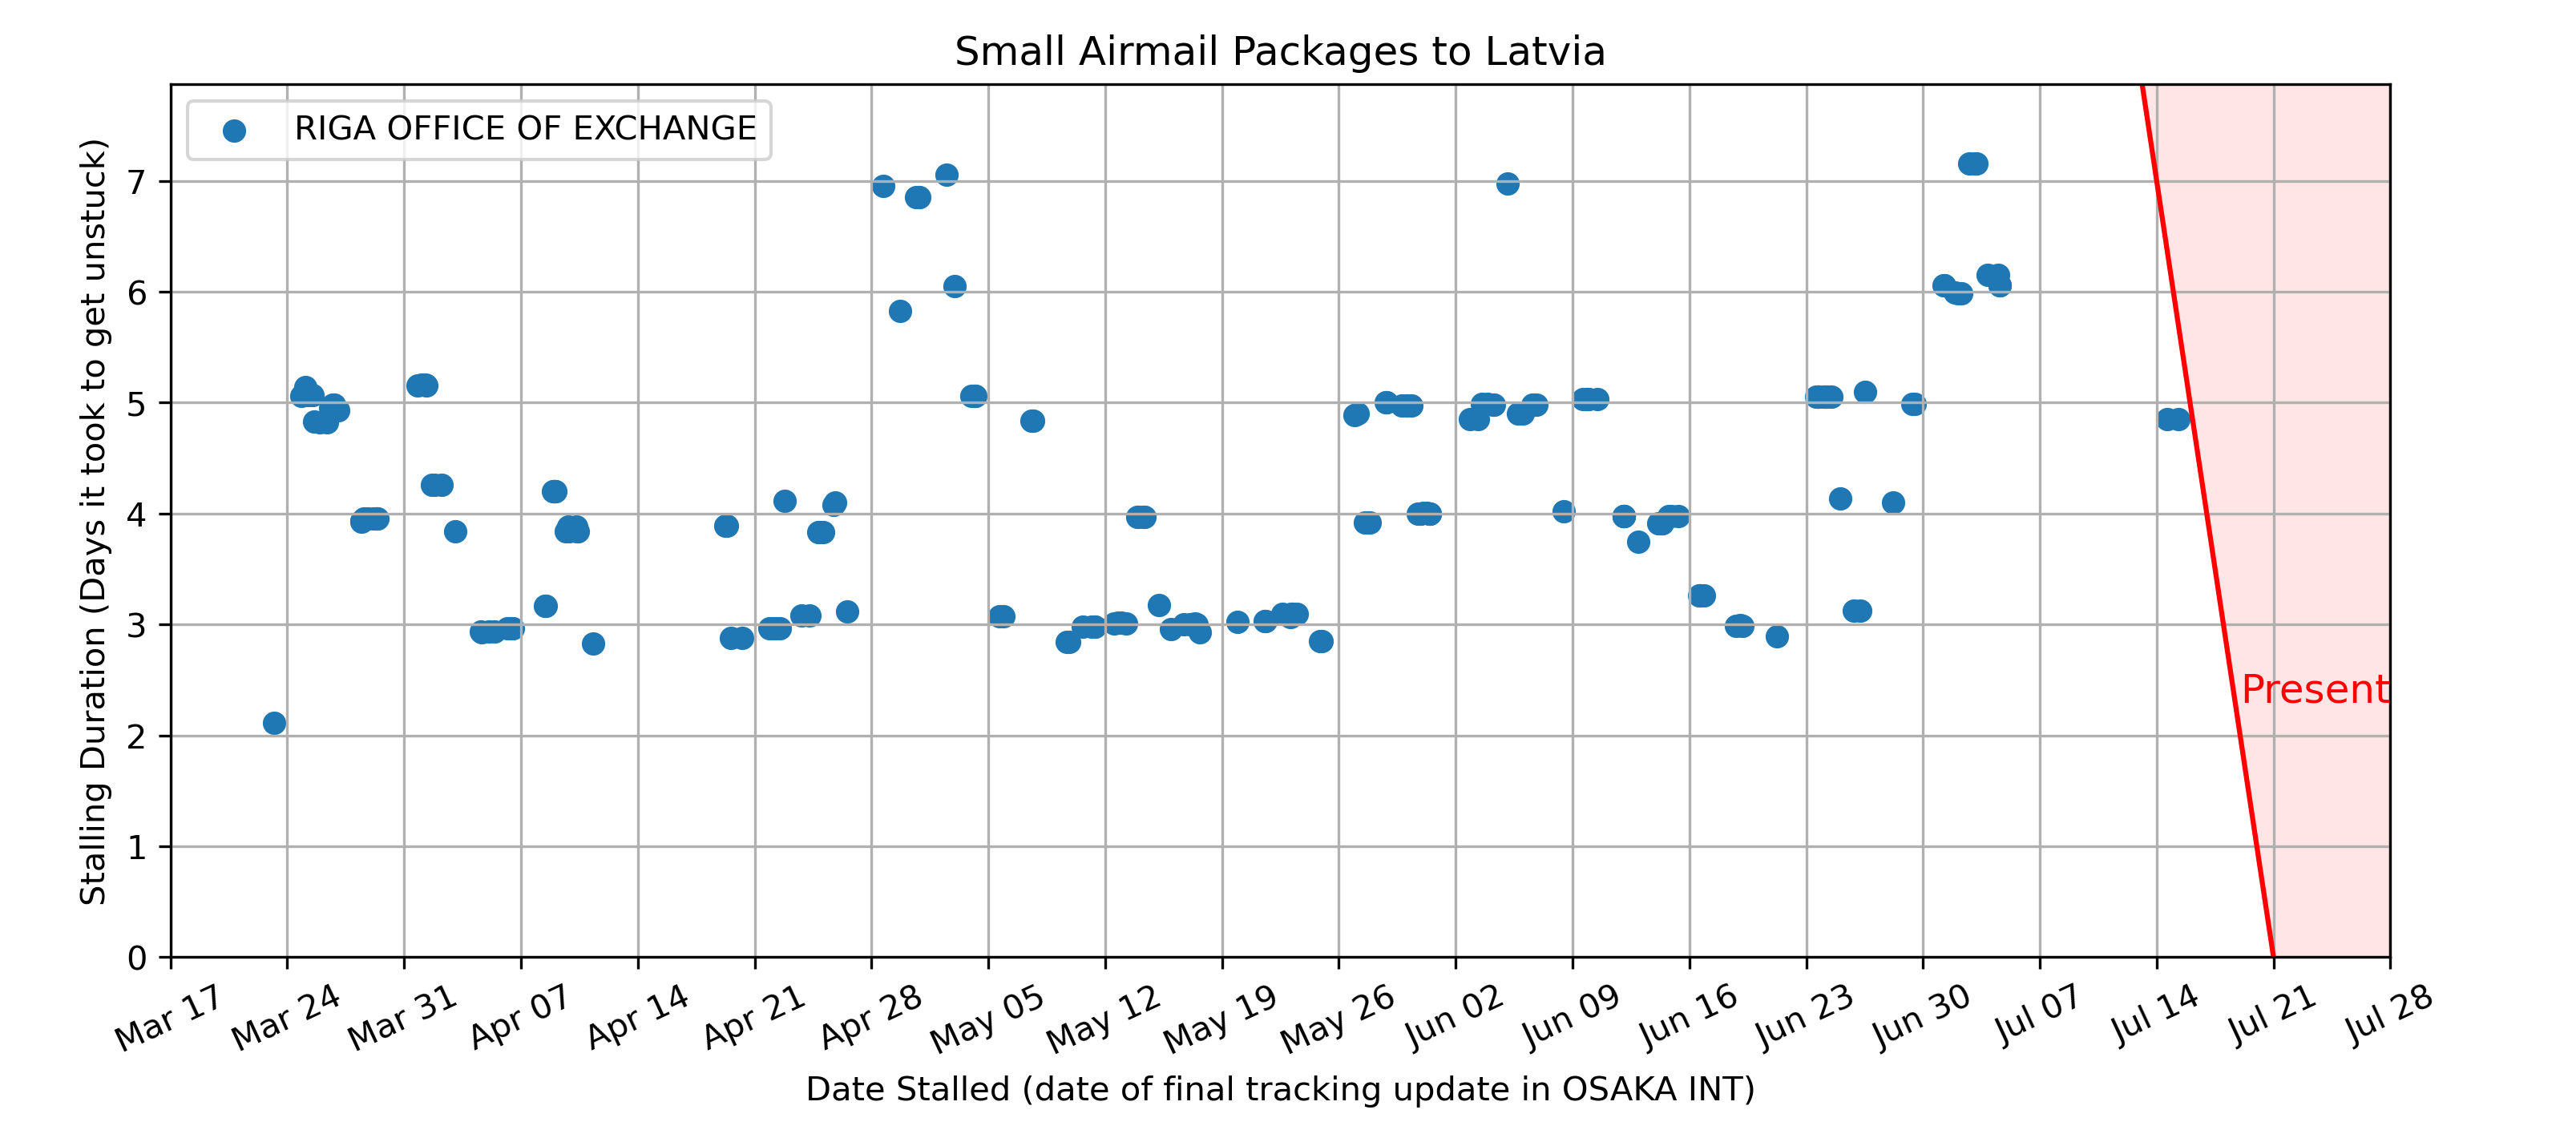 Small Airmail Packages to Latvia
RIGA OFFICE OF EXCHANGE
Stalling Duration (Days it took to get unstuck)
7
6
5
4
3
2
1
0
Present
Mar 17
Mar 24
Mar 31
Apr 07
Apr 14
Apr 21
Apr 28
May 05
May 12
May 19
May 26
Jun 02
Jun 09
Jun 16
Jun 23
Jun 30
Jul 07
Jul 14
Jul 21
Jul 28
Date Stalled (date of final tracking update in OSAKA INT)